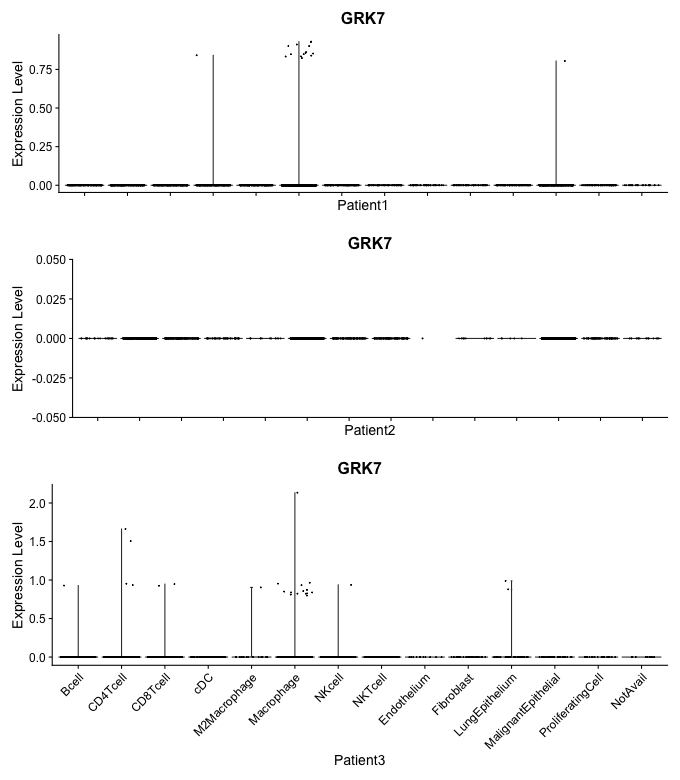 GRK7
Expression Level
0.75
0.50
0.25
0.00
Patient1
GRK7
Expression Level
0.050
0.025
0.000
-0.025
-0.050
Patient2
GRK7
Expression Level
2.0
1.5
1.0
0.5
0.0
Bcell
CD4Tcell
CD8Tcell
cDC
M2Macrophage
Macrophage
NKcell
NKTcell
Endothelium
Fibroblast
LungEpithelium
MalignantEpithelial
ProliferatingCell
NotAvail
Patient3